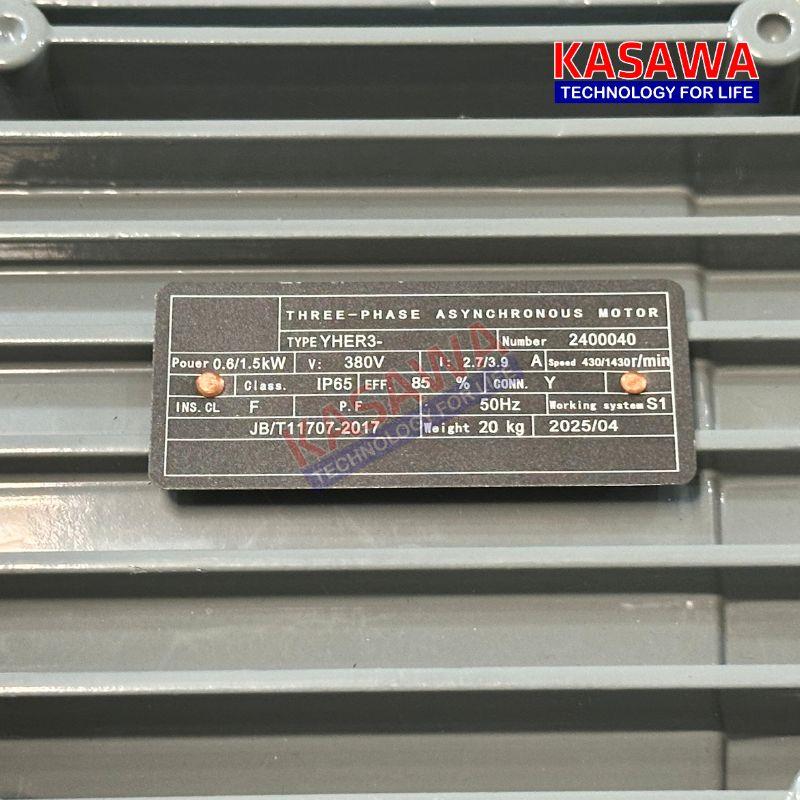 KASAWA
TECHNOLOGY FOR LIFE
THREE-PHASE ASYNCHRONOUS MOTOR
TYPE YHER3- Number 2400040
Pouer 0.6/1.5kW V: 380V I: 2.7/3.9 A Speed 430/1430r/min
Class. IP65 EFF. 85 % CONN. Y
INS.CL F P.F 50Hz Working system S1
JB/T11707-2017 Weight 20 kg 2025/04
KASAWA
TECHNOLOGY FOR LIFE